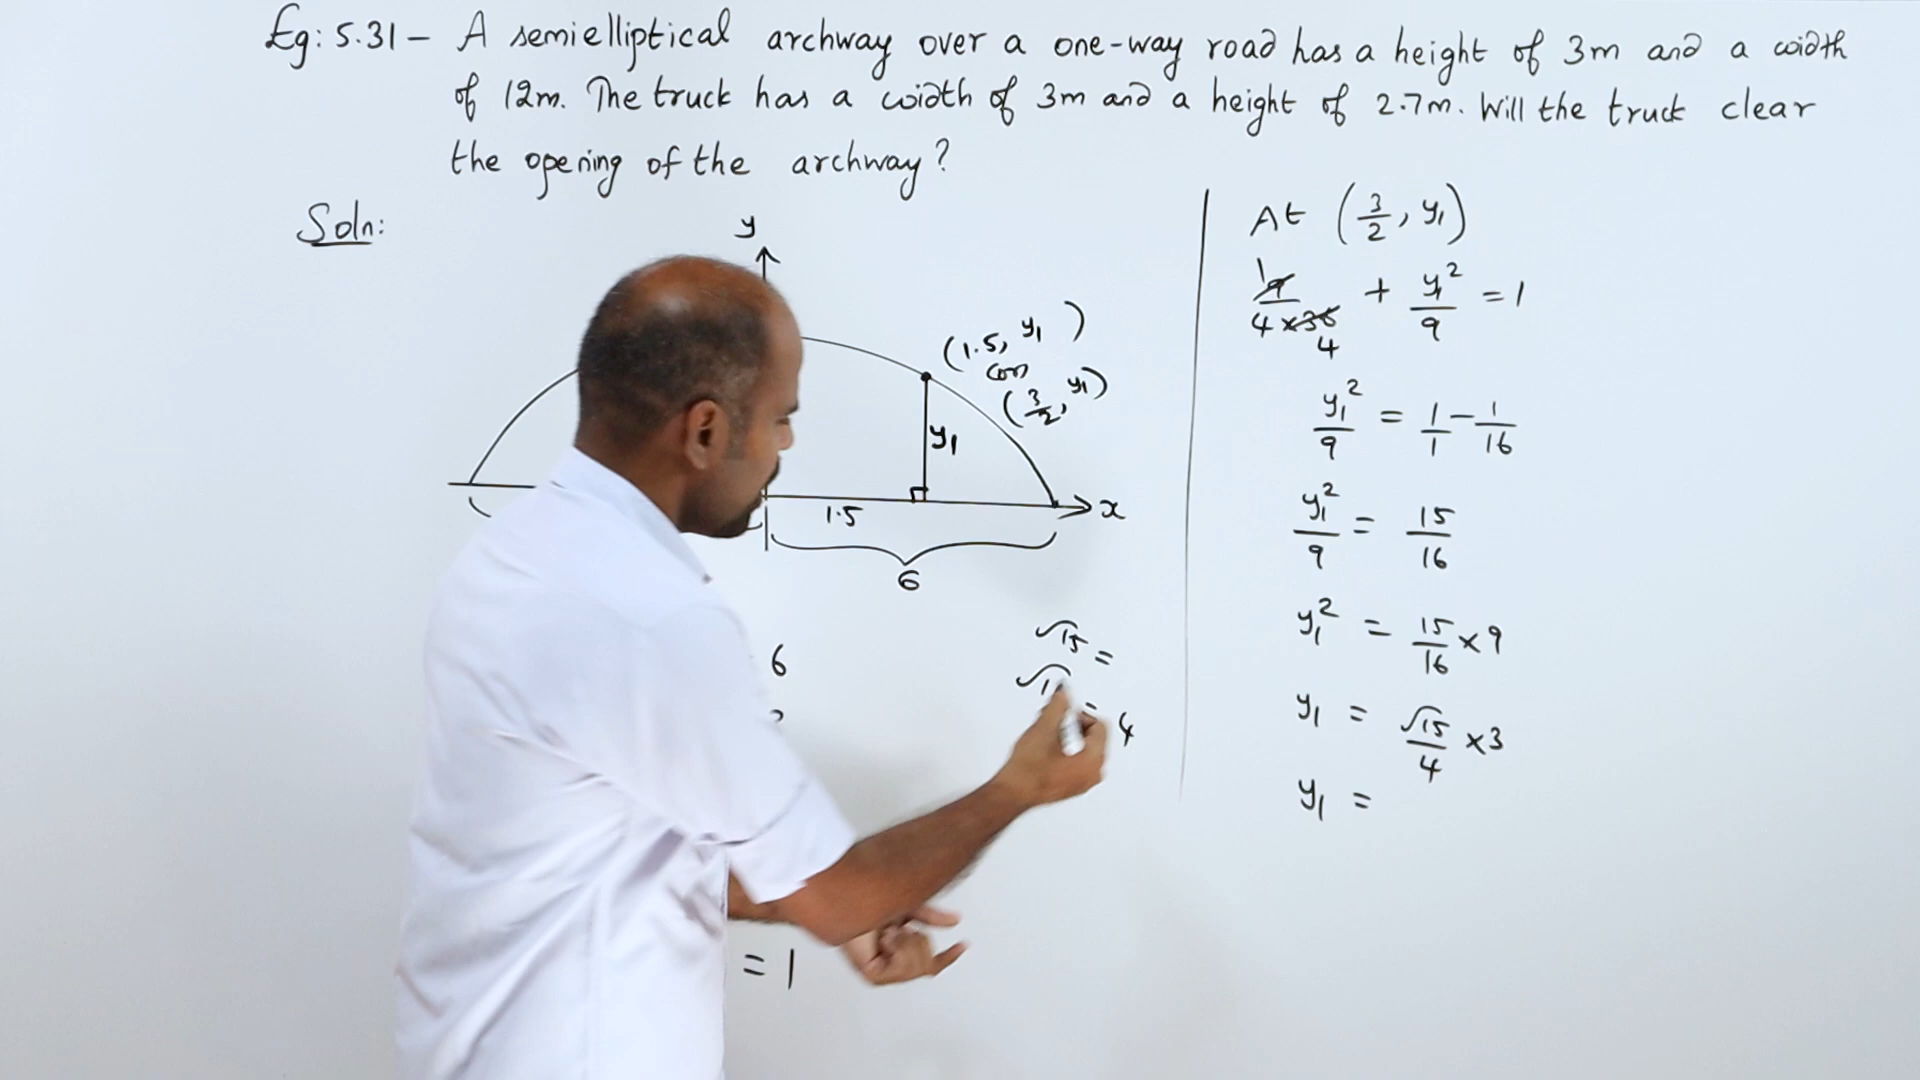 Eg: 5.31 - A semielliptical archway over a one-way road has a height of 3m and a width
of 12m. The truck has a width of 3m and a height of 2.7m. Will the truck clear
the opening of the archway?
Soln:
y
(1.5, y₁ )
(3/2, y₁)
y₁
1.5
x
6
6
√15 =
= 4
= 1
At (3/2, y₁)
9/(4×36) + y₁²/9 = 1
1
4
y₁²/9 = 1/1 - 1/16
y₁²/9 = 15/16
y₁² = 15/16 × 9
y₁ = √15/4 × 3
y₁ =